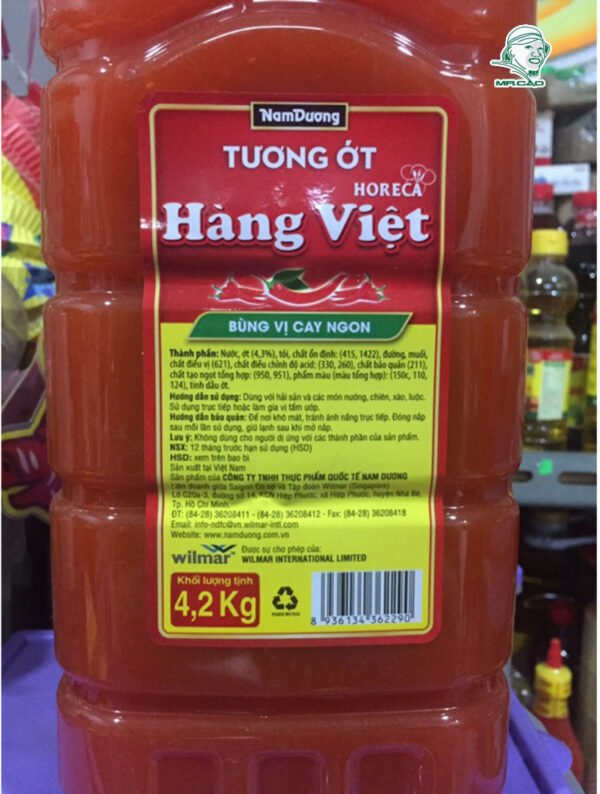 MR.CAO
NamDương
TƯƠNG ỚT
HORECA
Hàng Việt
BÙNG VỊ CAY NGON
Thành phần: Nước, ớt (4,3%), tỏi, chất ổn định: (415, 1422), đường, muối,
chất điều vị (621), chất điều chỉnh độ acid: (330, 260), chất bảo quản (211),
chất tạo ngọt tổng hợp: (950, 951), phẩm màu (màu tổng hợp): (150c, 110,
124), tinh dầu ớt.
Hướng dẫn sử dụng: Dùng với hải sản và các món nướng, chiên, xào, luộc.
Sử dụng trực tiếp hoặc làm gia vị tẩm ướp.
Hướng dẫn bảo quản: Để nơi khô mát, tránh ánh nắng trực tiếp. Đóng nắp
sau mỗi lần sử dụng, giữ lạnh sau khi mở nắp.
Lưu ý: Không dùng cho người dị ứng với các thành phần của sản phẩm.
NSX: 12 tháng trước hạn sử dụng (HSD)
HSD: xem trên bao bì
Sản xuất tại Việt Nam
Sản phẩm của CÔNG TY TNHH THỰC PHẨM QUỐC TẾ NAM DƯƠNG
Liên doanh giữa Saigon Co.op và Tập đoàn Wilmar (Singapore)
Lô C20a-3, đường số 14, KCN Hiệp Phước, xã Hiệp Phước, huyện Nhà Bè,
Tp. Hồ Chí Minh.
ĐT: (84-28) 36208411 - (84-28) 36208412 - Fax: (84-28) 36208418
Email: info-ndfc@vn.wilmar-intl.com
Website: www.namduong.com.vn
wilmar
Được sự cho phép của:
WILMAR INTERNATIONAL LIMITED
Khối lượng tịnh
4,2 Kg
8 936134 362290